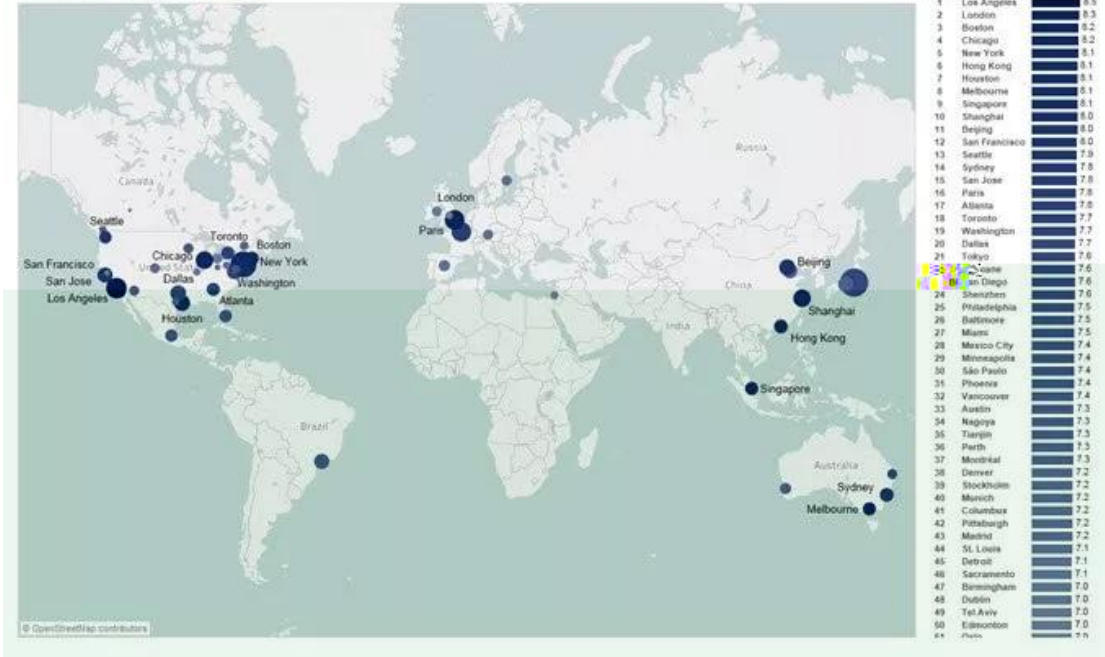 Canada
Russia
Seattle
London
Paris
Toronto
Boston
Chicago
New York
San Francisco
San Jose
Dallas
Washington
Los Angeles
Atlanta
Houston
Beijing
China
Shanghai
Hong Kong
India
Singapore
Brazil
Australia
Sydney
Melbourne
© OpenStreetMap contributors
1 Los Angeles 8.5
2 London 8.3
3 Boston 8.2
4 Chicago 8.2
5 New York 8.1
6 Hong Kong 8.1
7 Houston 8.1
8 Melbourne 8.1
9 Singapore 8.1
10 Shanghai 8.0
11 Beijing 8.0
12 San Francisco 8.0
13 Seattle 7.9
14 Sydney 7.8
15 San Jose 7.8
16 Paris 7.8
17 Atlanta 7.8
18 Toronto 7.7
19 Washington 7.7
20 Dallas 7.7
21 Tokyo 7.6
7.6
Diego 7.6
24 Shenzhen 7.6
25 Philadelphia 7.5
26 Baltimore 7.5
27 Miami 7.5
28 Mexico City 7.4
29 Minneapolis 7.4
30 São Paulo 7.4
31 Phoenix 7.4
32 Vancouver 7.4
33 Austin 7.3
34 Nagoya 7.3
35 Tianjin 7.3
36 Perth 7.3
37 Montréal 7.3
38 Denver 7.2
39 Stockholm 7.2
40 Munich 7.2
41 Columbus 7.2
42 Pittsburgh 7.2
43 Madrid 7.2
44 St. Louis 7.1
45 Detroit 7.1
46 Sacramento 7.1
47 Birmingham 7.0
48 Dublin 7.0
49 Tel Aviv 7.0
50 Edmonton 7.0
51 Oslo 7.0